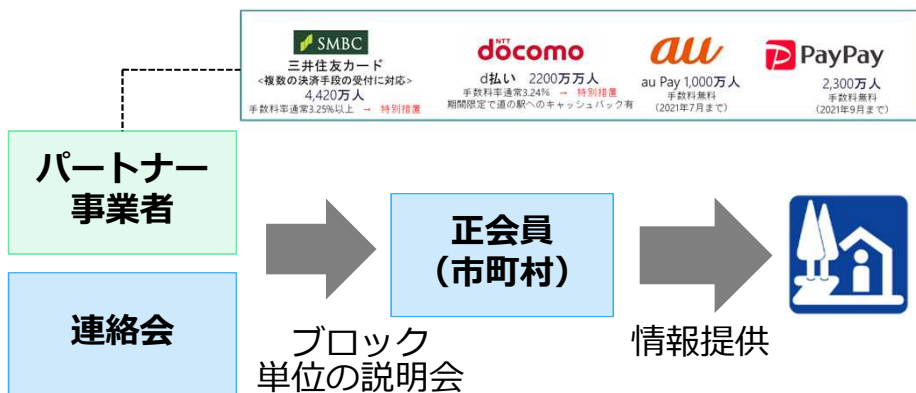 SMBC
三井住友カード
<複数の決済手段の受付に対応>
4,420万人
手数料率通常3.25%以上 → 特別措置
NTT
döcomo
d払い 2200万万人
手数料率通常3.24% → 特別措置
期間限定で道の駅へのキャッシュバック有
au
au Pay 1,000万人
手数料無料
(2021年7月まで)
PayPay
2,300万人
手数料無料
(2021年9月まで)
パートナー
事業者
連絡会
ブロック
単位の説明会
正会員
(市町村)
情報提供